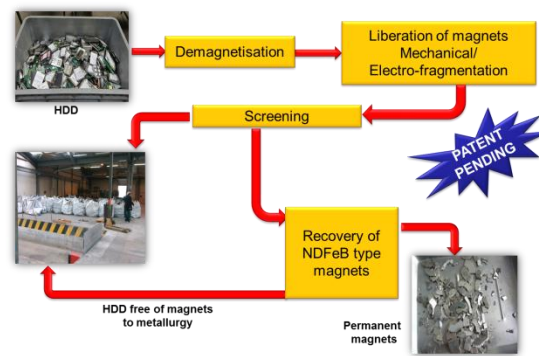 HDD
Demagnetisation
Liberation of magnets
Mechanical/
Electro-fragmentation
Screening
PATENT
PENDING
Recovery of
NDFeB type
magnets
HDD free of magnets
to metallurgy
Permanent
magnets